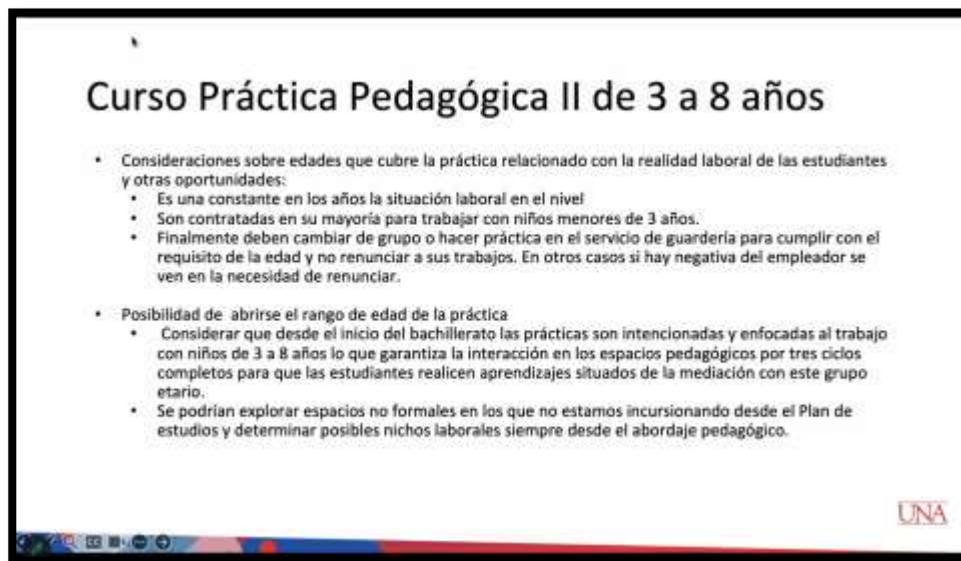 Curso Práctica Pedagógica II de 3 a 8 años
• Consideraciones sobre edades que cubre la práctica relacionado con la realidad laboral de las estudiantes
y otras oportunidades:
• Es una constante en los años la situación laboral en el nivel
• Son contratadas en su mayoría para trabajar con niños menores de 3 años.
• Finalmente deben cambiar de grupo o hacer práctica en el servicio de guardería para cumplir con el
requisito de la edad y no renunciar a sus trabajos. En otros casos si hay negativa del empleador se
ven en la necesidad de renunciar.
• Posibilidad de abrirse el rango de edad de la práctica
• Considerar que desde el inicio del bachillerato las prácticas son intencionadas y enfocadas al trabajo
con niños de 3 a 8 años lo que garantiza la interacción en los espacios pedagógicos por tres ciclos
completos para que las estudiantes realicen aprendizajes situados de la mediación con este grupo
etario.
• Se podrían explorar espacios no formales en los que no estamos incursionando desde el Plan de
estudios y determinar posibles nichos laborales siempre desde el abordaje pedagógico.
UNA